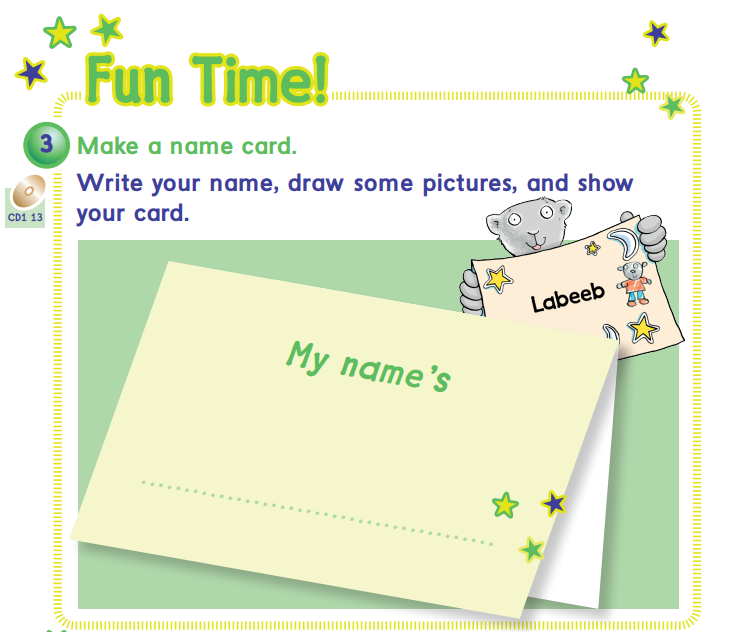 Fun Time!
3
Make a name card.
CD1 13
Write your name, draw some pictures, and show
your card.
Labeeb
My name's